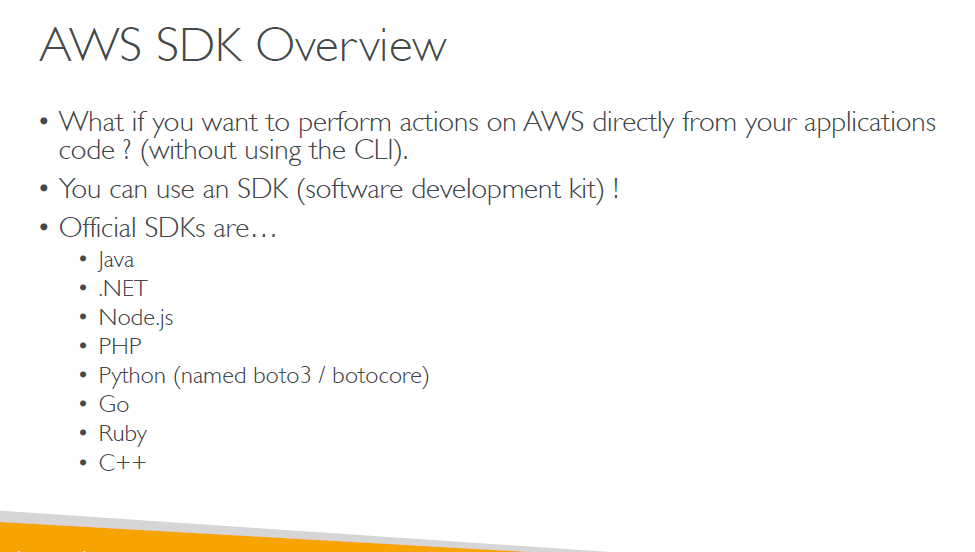 AWS SDK Overview
• What if you want to perform actions on AWS directly from your applications
code ? (without using the CLI).
• You can use an SDK (software development kit) !
• Official SDKs are…
• Java
• .NET
• Node.js
• PHP
• Python (named boto3 / botocore)
• Go
• Ruby
• C++